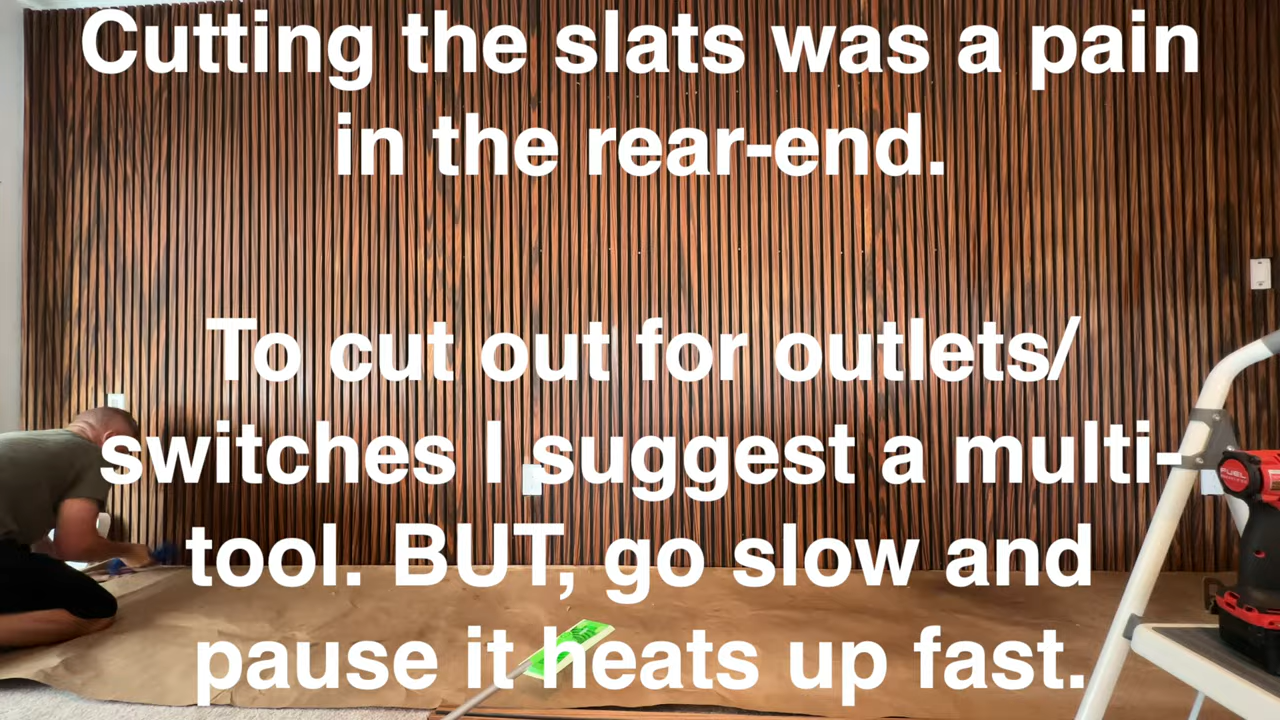 Cutting the slats was a pain
in the rear-end.
To cut out for outlets/
switches I suggest a multi-
tool. BUT, go slow and
pause it heats up fast.
FUEL